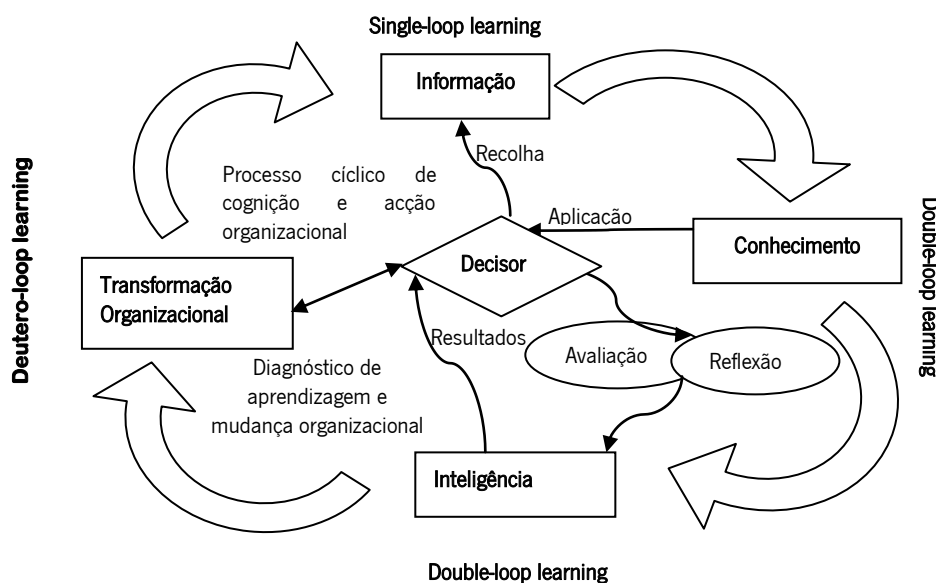 Single-loop learning
Informação
Recolha
Processo cíclico de
cognição e acção
organizacional
Aplicação
Conhecimento
Double-loop learning
Deutero-loop learning
Decisor
Transformação
Organizacional
Resultados
Avaliação
Reflexão
Diagnóstico de
aprendizagem e
mudança organizacional
Inteligência
Double-loop learning